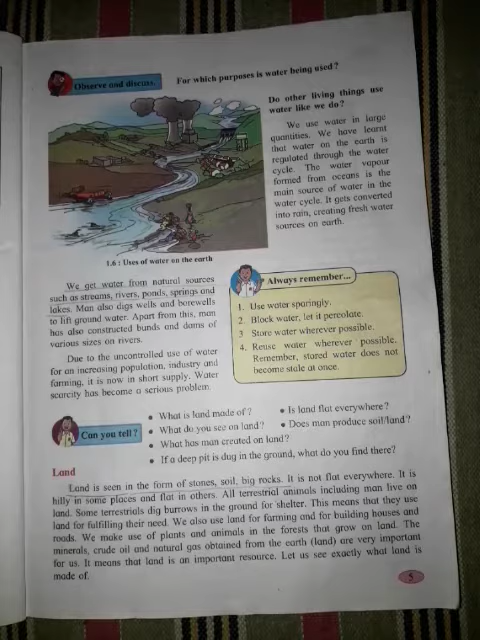 Observe and discuss.
For which purposes is water being used?
Do other living things use
water like we do?
We use water in large
quantities. We have learnt
that water on the earth is
regulated through the water
cycle. The water vapour
formed from oceans is the
main source of water in the
water cycle. It gets converted
into rain, creating fresh water
sources on earth.
1.6 : Uses of water on the earth
We get water from natural sources
such as streams, rivers, ponds, springs and
lakes. Man also digs wells and borewells
to lift ground water. Apart from this, man
has also constructed bunds and dams of
various sizes on rivers.
Due to the uncontrolled use of water
for an increasing population, industry and
farming, it is now in short supply. Water
scarcity has become a serious problem.
Always remember...
1. Use water sparingly.
2. Block water, let it percolate.
3 Store water wherever possible.
4. Reuse water wherever possible.
Remember, stored water does not
become stale at once.
Can you tell ?
• What is land made of ?
• What do you see on land?
• What has man created on land?
• If a deep pit is dug in the ground, what do you find there?
• Is land flat everywhere ?
• Does man produce soil/land?
Land
Land is seen in the form of stones, soil, big rocks. It is not flat everywhere. It is
hilly in some places and flat in others. All terrestrial animals including man live on
land. Some terrestrials dig burrows in the ground for shelter. This means that they use
land for fulfilling their need. We also use land for farming and for building houses and
roads. We make use of plants and animals in the forests that grow on land. The
minerals, crude oil and natural gas obtained from the earth (land) are very important
for us. It means that land is an important resource. Let us see exactly what land is
made of.
5